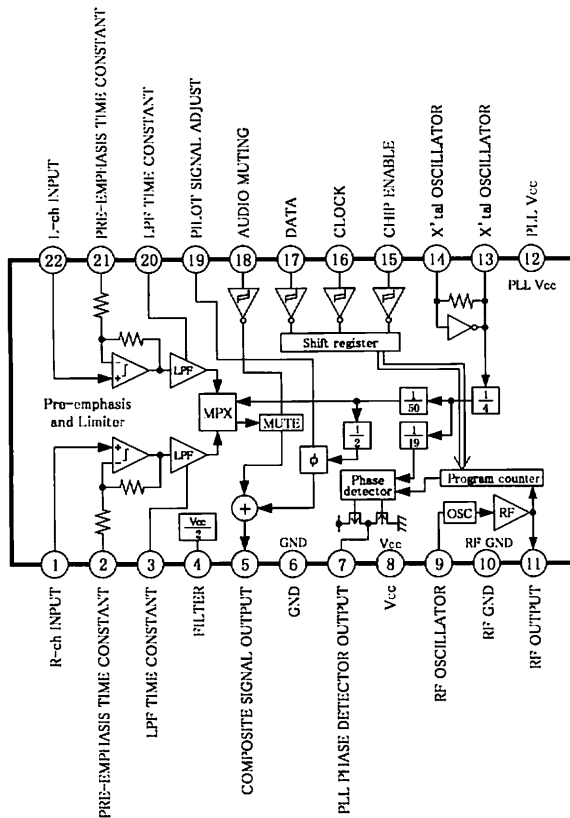 L-ch INPUT
PRE-EMPHASIS TIME CONSTANT
LPF TIME CONSTANT
PILOT SIGNAL ADJUST
AUDIO MUTING
DATA
CLOCK
CHIP ENABLE
X'tal OSCILLATOR
X'tal OSCILLATOR
PLL Vcc
22
21
20
19
18
17
16
15
14
13
12
PLL Vcc
Shift register
LPF
Pre-emphasis
and Limiter
MPX
MUTE
1/50
1/4
1/2
1/19
LPF
ϕ
Phase
detector
Program counter
Vcc/2
+
OSC
RF
GND
Vcc
RF GND
1
2
3
4
5
6
7
8
9
10
11
R-ch INPUT
PRE-EMPHASIS TIME CONSTANT
LPF TIME CONSTANT
FILTER
COMPOSITE SIGNAL OUTPUT
GND
PLL PHASE DETECTOR OUTPUT
Vcc
RF OSCILLATOR
RF GND
RF OUTPUT